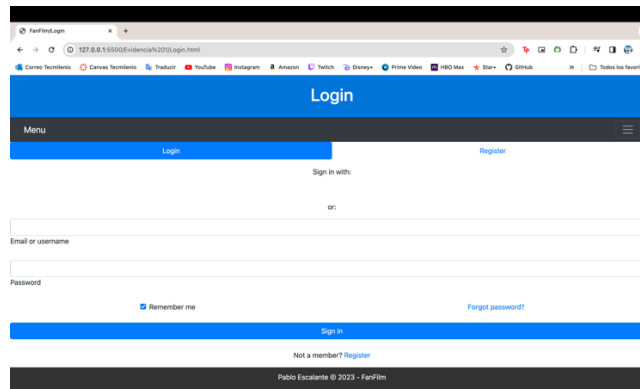 FanFilm/Login
127.0.0.1:5500/Evidencia%201/Login.html
Correo Tecmilenio Canvas Tecmilenio Traducir YouTube Instagram Amazon Twitch Disney+ Prime Video HBO Max Star+ GitHub » Todos los favorit
Login
Menu
Login Register
Sign in with:
or:
Email or username
Password
Remember me Forgot password?
Sign in
Not a member? Register
Pablo Escalante © 2023 - FanFilm